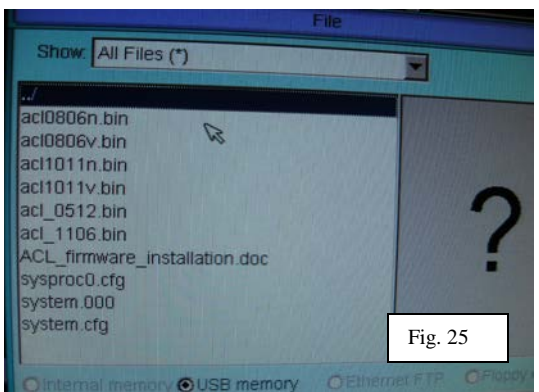 File
Show: All Files (*)
../
acl0806n.bin
acl0806v.bin
acl1011n.bin
acl1011v.bin
acl_0512.bin
acl_1106.bin
ACL_firmware_installation.doc
sysproc0.cfg
system.000
system.cfg
?
Fig. 25
Internal memory USB memory Ethernet FTP Floppy